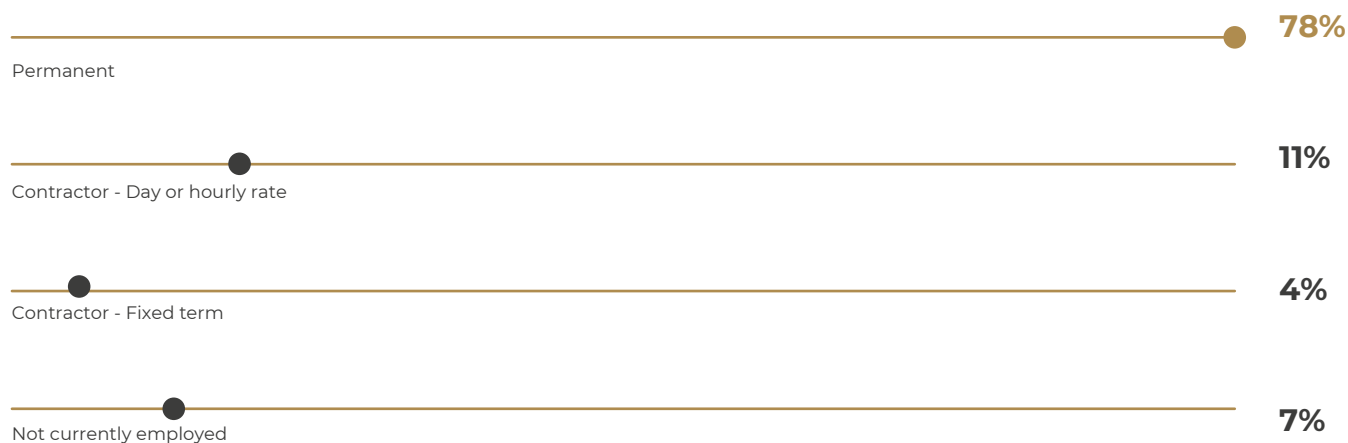 78%
Permanent
11%
Contractor - Day or hourly rate
4%
Contractor - Fixed term
7%
Not currently employed